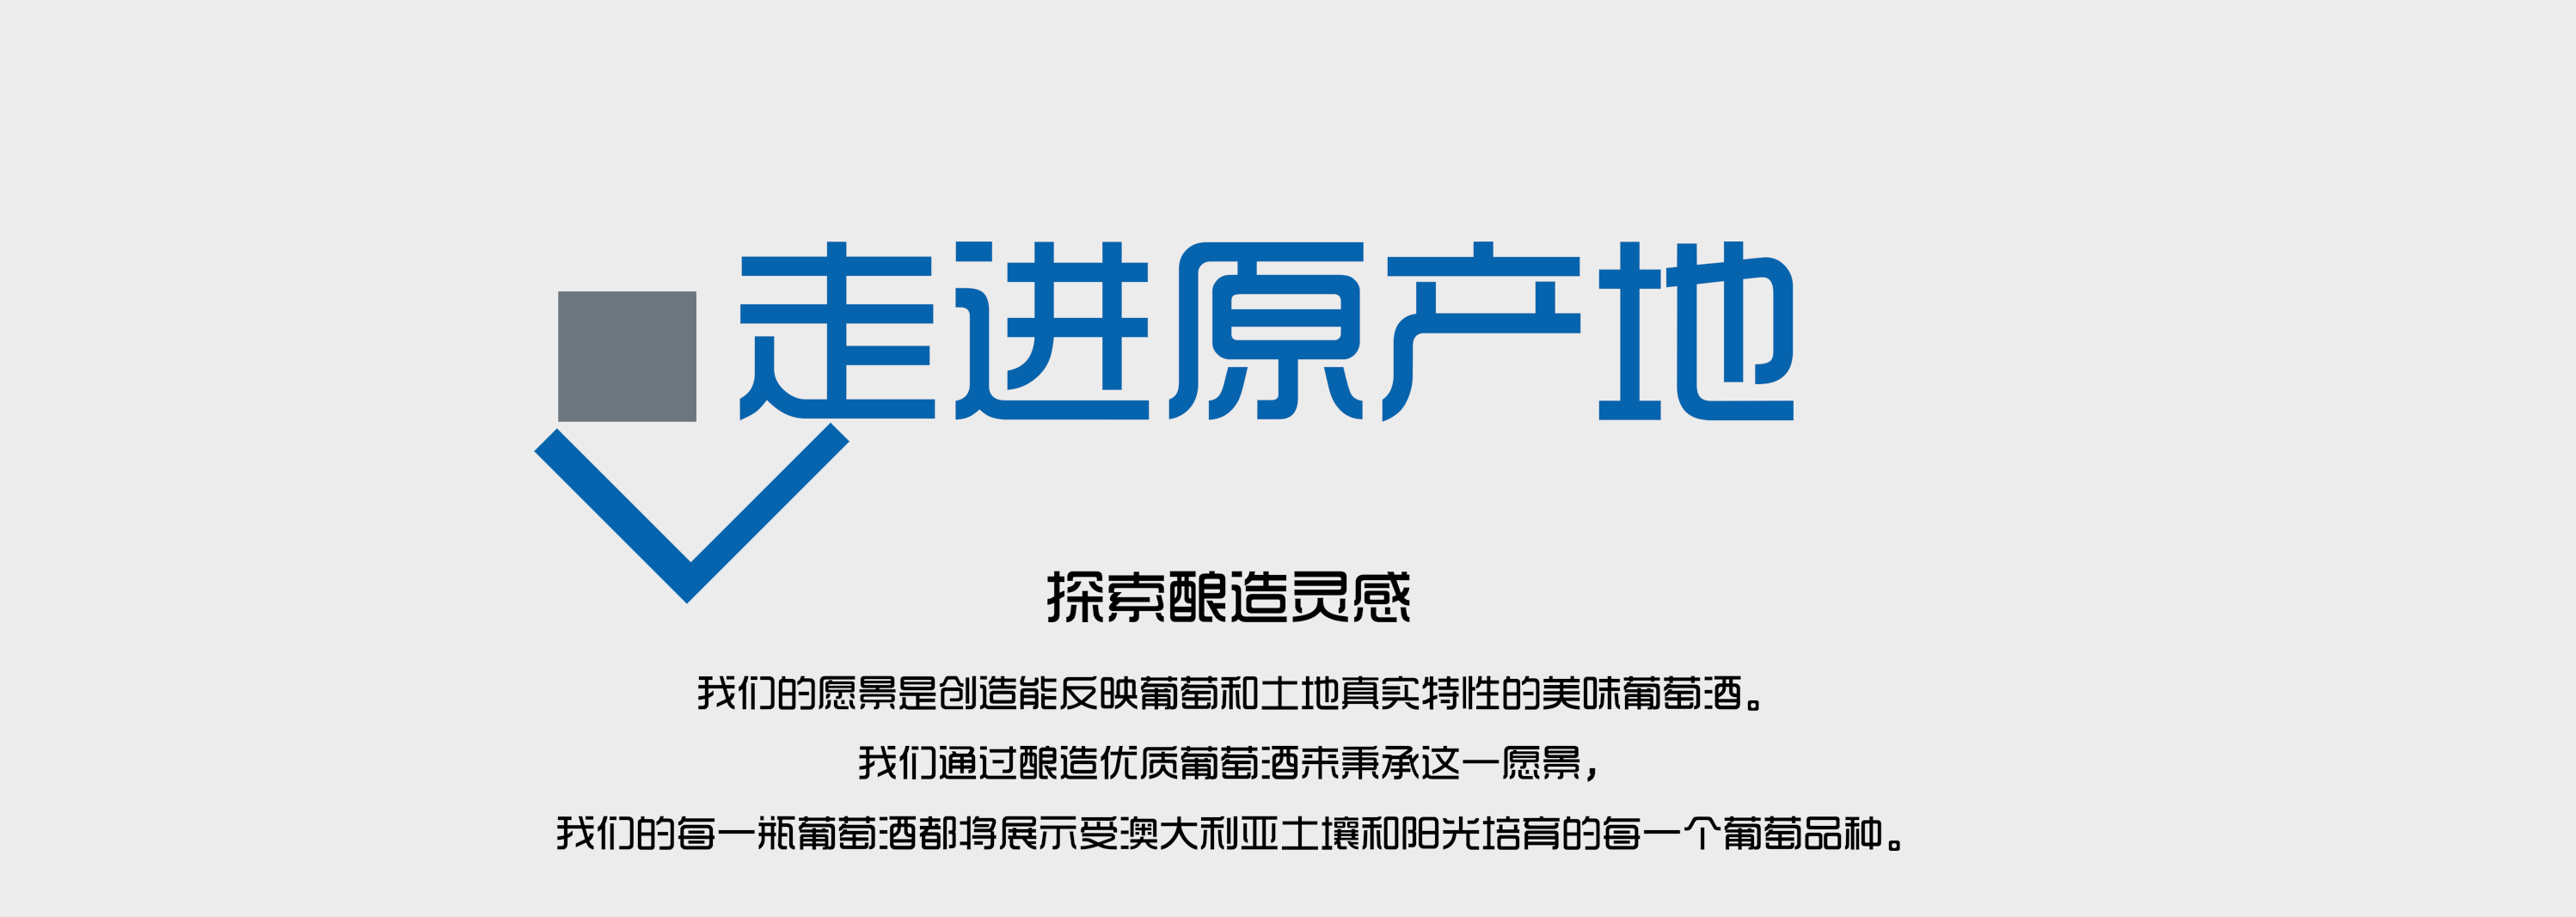 走进原产地
探索酿造灵感
我们的愿景是创造能反映葡萄和土地真实特性的美味葡萄酒。
我们通过酿造优质葡萄酒来秉承这一愿景，
我们的每一瓶葡萄酒都将展示受澳大利亚土壤和阳光培育的每一个葡萄品种。